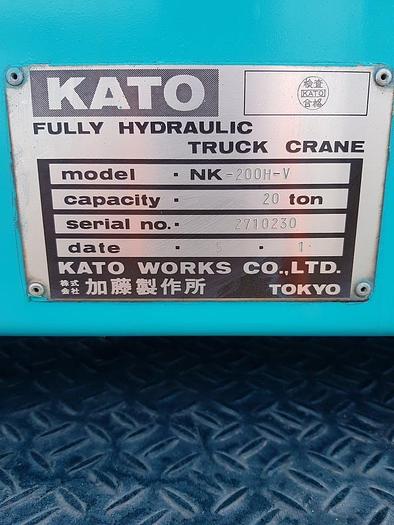 KATO
検査
KATO
合格
FULLY HYDRAULIC
TRUCK CRANE
model · NK-200H-V
capacity · 20 ton
serial no. · 2710230
date · 5 · 1
KATO WORKS CO.,LTD.
株式会社 加藤製作所 TOKYO